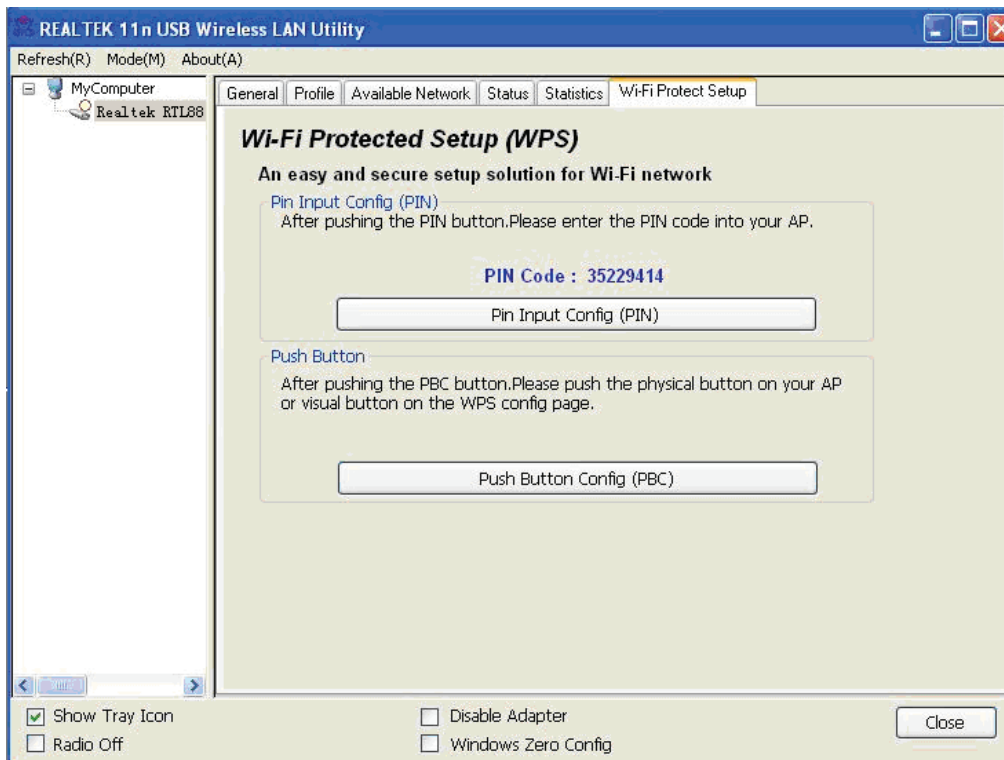 REALTEK 11n USB Wireless LAN Utility
Refresh(R) Mode(M) About(A)
MyComputer
Realtek RTL88
General Profile Available Network Status Statistics Wi-Fi Protect Setup
Wi-Fi Protected Setup (WPS)
An easy and secure setup solution for Wi-Fi network
Pin Input Config (PIN)
After pushing the PIN button.Please enter the PIN code into your AP.
PIN Code : 35229414
Pin Input Config (PIN)
Push Button
After pushing the PBC button.Please push the physical button on your AP
or visual button on the WPS config page.
Push Button Config (PBC)
Show Tray Icon
Radio Off
Disable Adapter
Windows Zero Config
Close